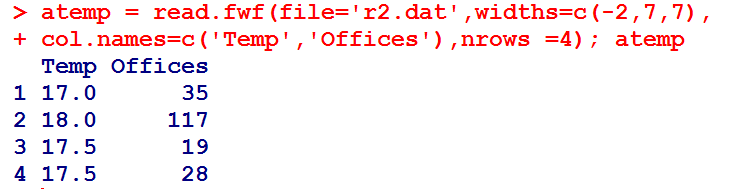 > atemp = read.fwf(file='r2.dat',widths=c(-2,7,7),
+ col.names=c('Temp','Offices'),nrows =4); atemp
  Temp Offices
1 17.0      35
2 18.0     117
3 17.5      19
4 17.5      28